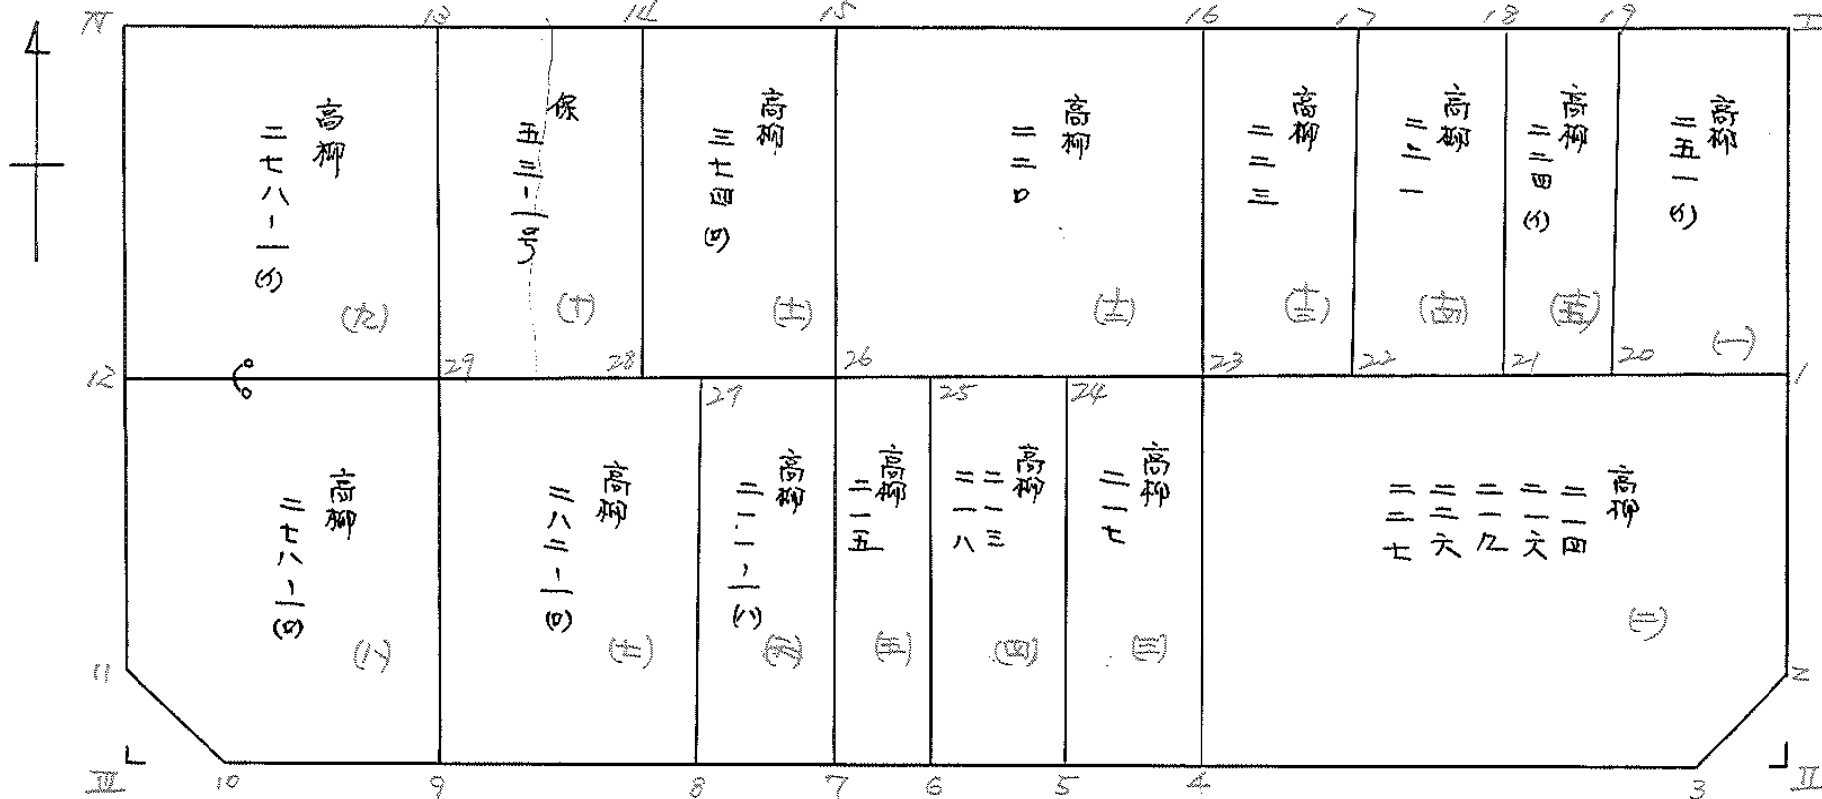 IV
13
14
15
16
17
18
19
I
高柳
二五一(イ)
(一)
高柳
二二四(イ)
(十五)
高柳
二二一
(十四)
高柳
二二三
(十三)
高柳
二二〇
(十二)
高柳
三七四(ロ)
(十一)
保
五三-一号
(十)
高柳
二七八-一(イ)
(九)
12
29
28
26
23
22
21
20
1
27
25
24
高柳
二一四
二一六
二一九
二二六
二二七
(二)
高柳
二一七
(三)
高柳
二一三
二一八
(四)
高柳
二一五
(五)
高柳
二一一-一(ハ)
高柳
二八二-一(ロ)
(七)
高柳
二七八-一(ロ)
(八)
11
2
III
10
9
8
7
6
5
4
3
II